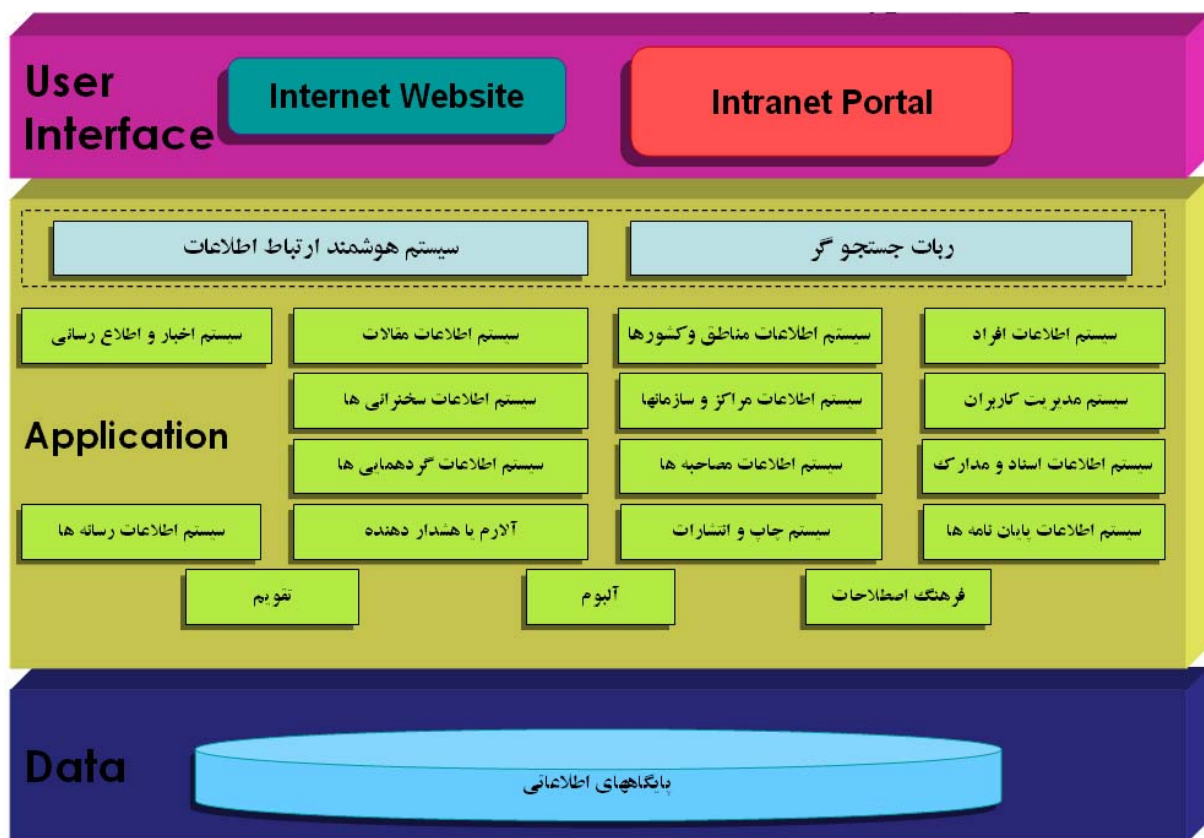 User
Interface
Internet Website
Intranet Portal
ربات جستجو گر
سیستم هوشمند ارتباط اطلاعات
سیستم اطلاعات افراد
سیستم اطلاعات مناطق وکشورها
سیستم اطلاعات مقالات
سیستم اخبار و اطلاع رسانی
سیستم مدیریت کاربران
سیستم اطلاعات مراکز و سازمانها
سیستم اطلاعات سخنرانی ها
Application
سیستم اطلاعات اسناد و مدارک
سیستم اطلاعات مصاحبه ها
سیستم اطلاعات گردهمایی ها
سیستم اطلاعات پایان نامه ها
سیستم چاپ و انتشارات
آلارم یا هشدار دهنده
سیستم اطلاعات رسانه ها
فرهنگ اصطلاحات
آلبوم
تقویم
Data
پایگاههای اطلاعاتی